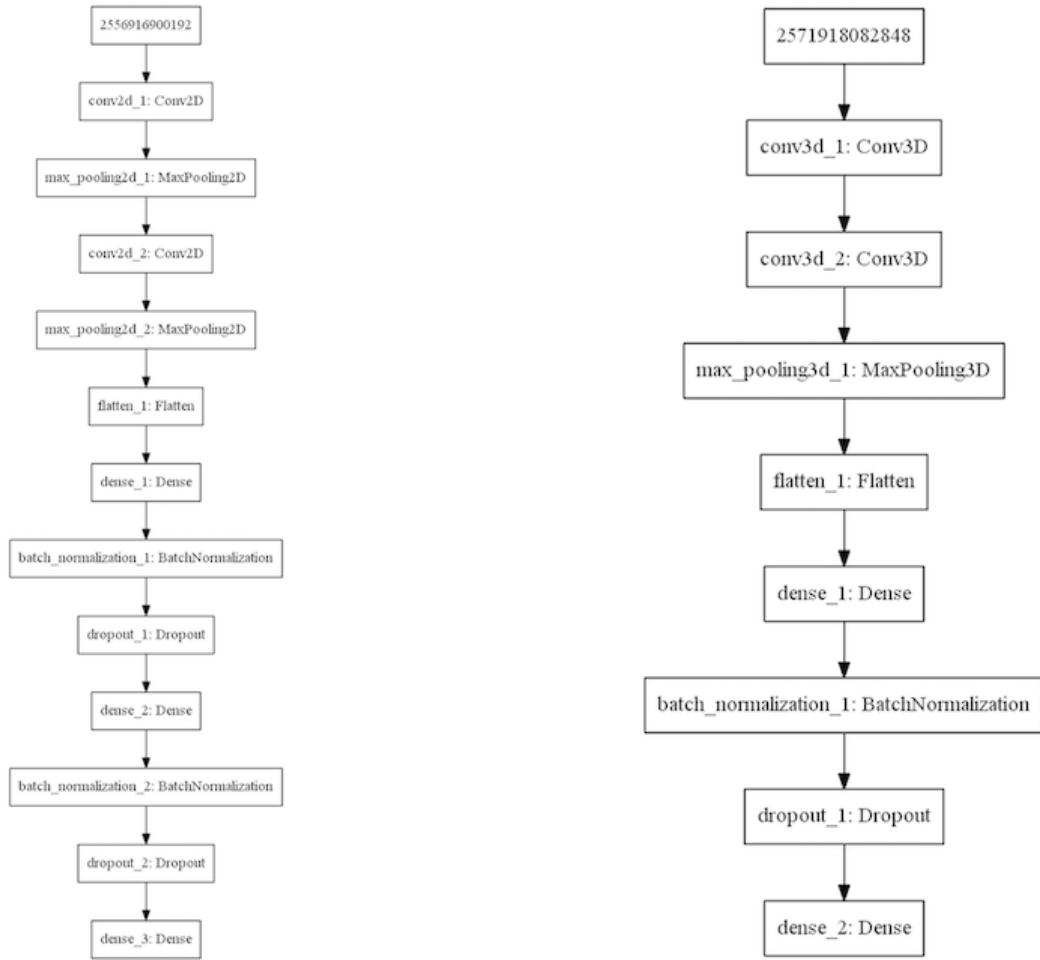 2556916900192
conv2d_1: Conv2D
max_pooling2d_1: MaxPooling2D
conv2d_2: Conv2D
max_pooling2d_2: MaxPooling2D
flatten_1: Flatten
dense_1: Dense
batch_normalization_1: BatchNormalization
dropout_1: Dropout
dense_2: Dense
batch_normalization_2: BatchNormalization
dropout_2: Dropout
dense_3: Dense
2571918082848
conv3d_1: Conv3D
conv3d_2: Conv3D
max_pooling3d_1: MaxPooling3D
flatten_1: Flatten
dense_1: Dense
batch_normalization_1: BatchNormalization
dropout_1: Dropout
dense_2: Dense